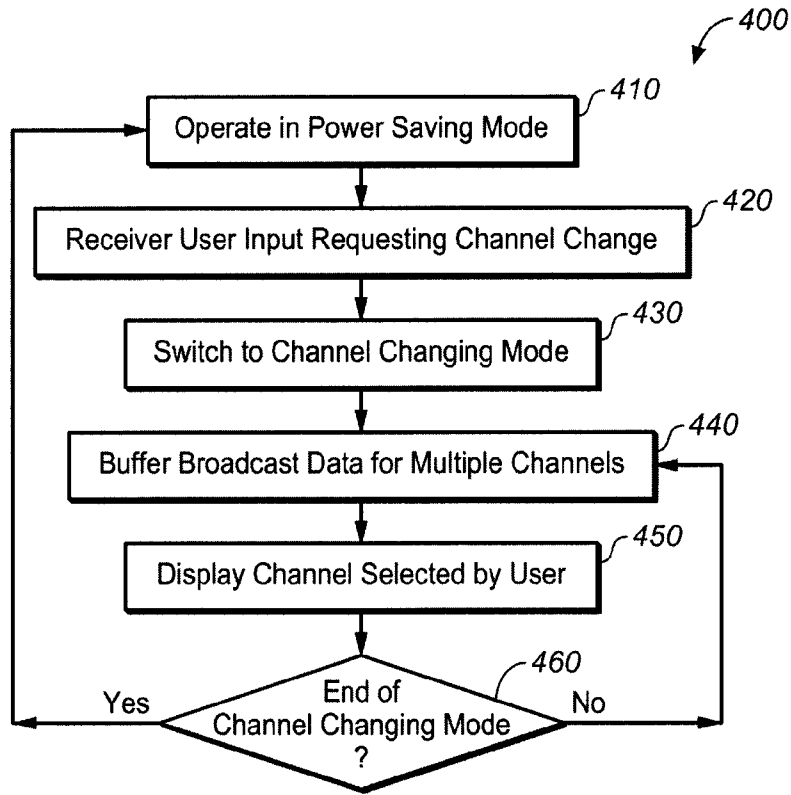 400
410
Operate in Power Saving Mode
420
Receiver User Input Requesting Channel Change
430
Switch to Channel Changing Mode
440
Buffer Broadcast Data for Multiple Channels
450
Display Channel Selected by User
460
Yes
End of
Channel Changing Mode
?
No